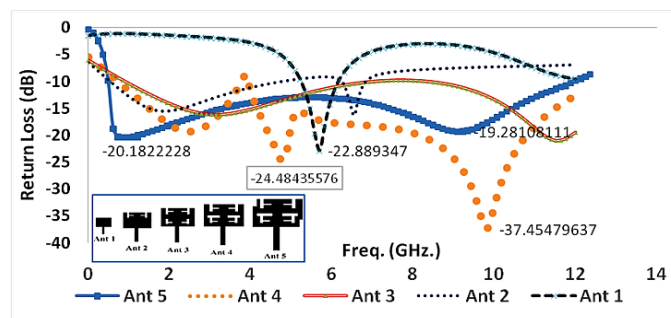 0
-5
-10
-15
-20
-25
-30
-35
-40
Return Loss (dB)
-20.1822228
-24.48435576
-22.889347
-19.28108111
-37.45479637
Ant 1
Ant 2
Ant 3
Ant 4
Ant 5
Freq. (GHz.)
0 2 4 6 8 10 12 14
Ant 5 Ant 4 Ant 3 Ant 2 Ant 1